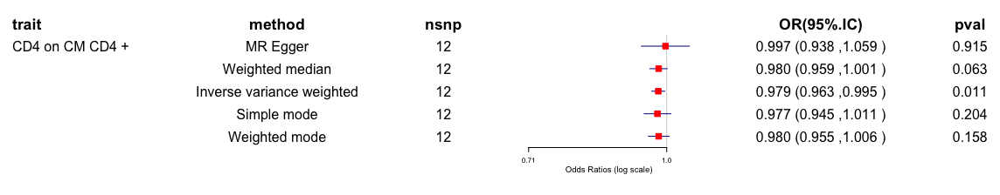 trait method nsnp OR(95%.IC) pval
CD4 on CM CD4 + MR Egger 12 0.997 (0.938 ,1.059 ) 0.915
Weighted median 12 0.980 (0.959 ,1.001 ) 0.063
Inverse variance weighted 12 0.979 (0.963 ,0.995 ) 0.011
Simple mode 12 0.977 (0.945 ,1.011 ) 0.204
Weighted mode 12 0.980 (0.955 ,1.006 ) 0.158
0.71 1.0
Odds Ratios (log scale)